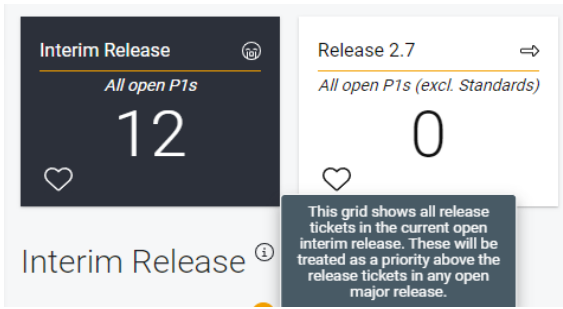 Interim Release
All open P1s
12
Release 2.7
All open P1s (excl. Standards)
0
Interim Release
This grid shows all release
tickets in the current open
interim release. These will be
treated as a priority above the
release tickets in any open
major release.